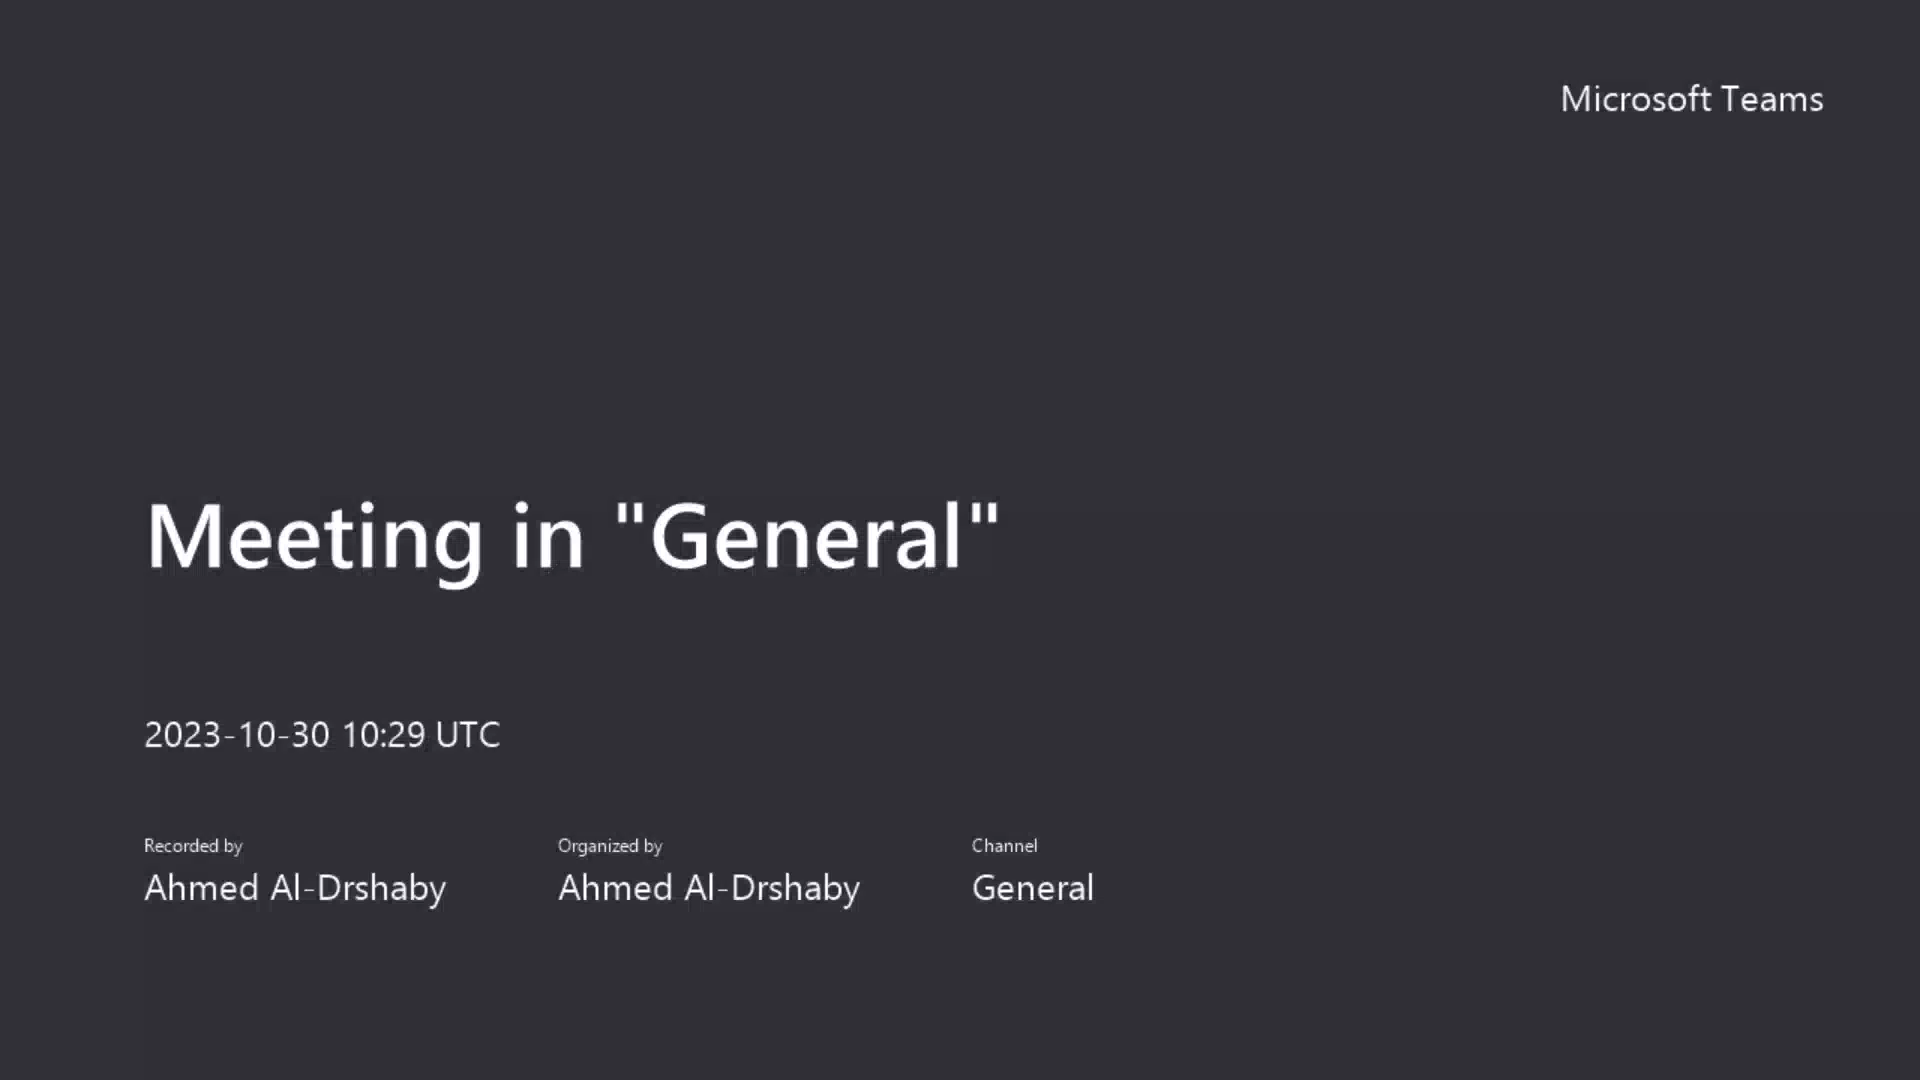 Microsoft Teams
Meeting in "General"
2023-10-30 10:29 UTC
Recorded by
Ahmed Al-Drshaby
Organized by
Ahmed Al-Drshaby
Channel
General